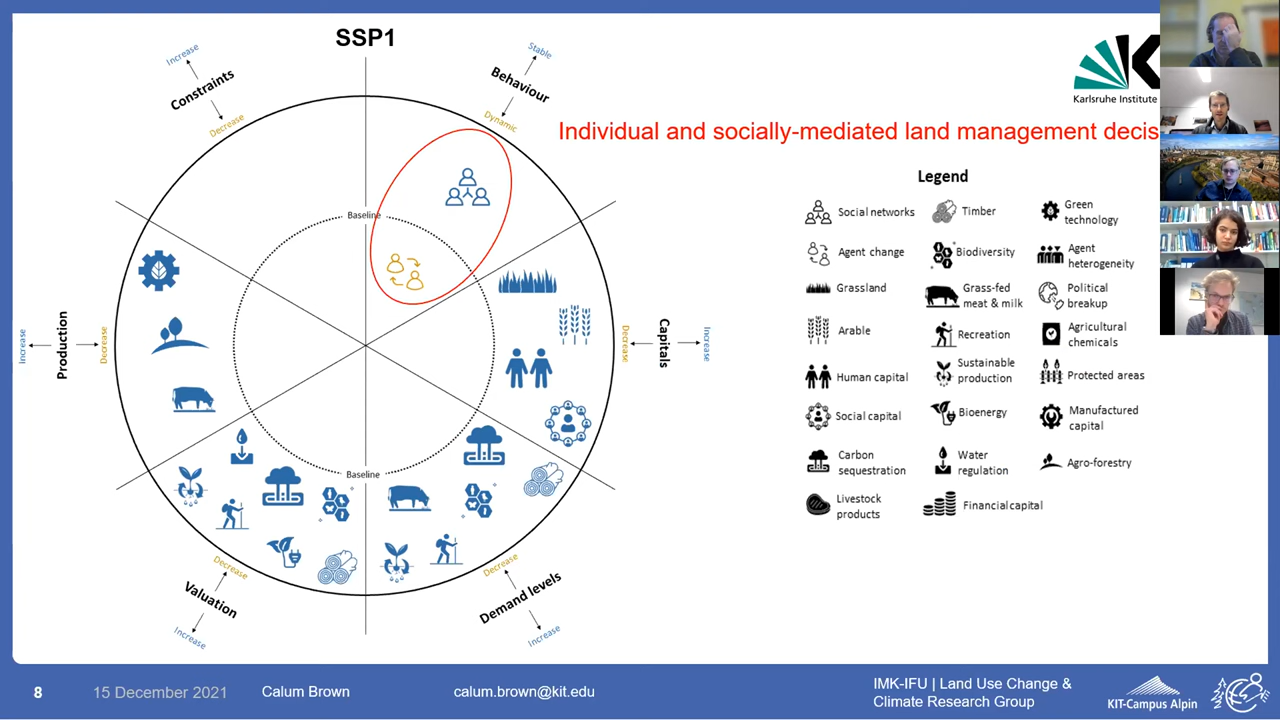 SSP1
Increase
Constraints
Decrease
Stable
Behaviour
Dynamic
Karlsruhe Institute
Individual and socially-mediated land management decis
Baseline
Baseline
Production
Increase
Decrease
Capitals
Decrease
Increase
Valuation
Decrease
Increase
Demand levels
Decrease
Increase
Legend
Social networks
Timber
Green
technology
Agent change
Biodiversity
Agent
heterogeneity
Grassland
Grass-fed
meat & milk
Political
breakup
Arable
Recreation
Agricultural
chemicals
Human capital
Sustainable
production
Protected areas
Social capital
Bioenergy
Manufactured
capital
Carbon
sequestration
Water
regulation
Agro-forestry
Livestock
products
Financial capital
8
15 December 2021
Calum Brown
calum.brown@kit.edu
IMK-IFU | Land Use Change &
Climate Research Group
KIT-Campus Alpin